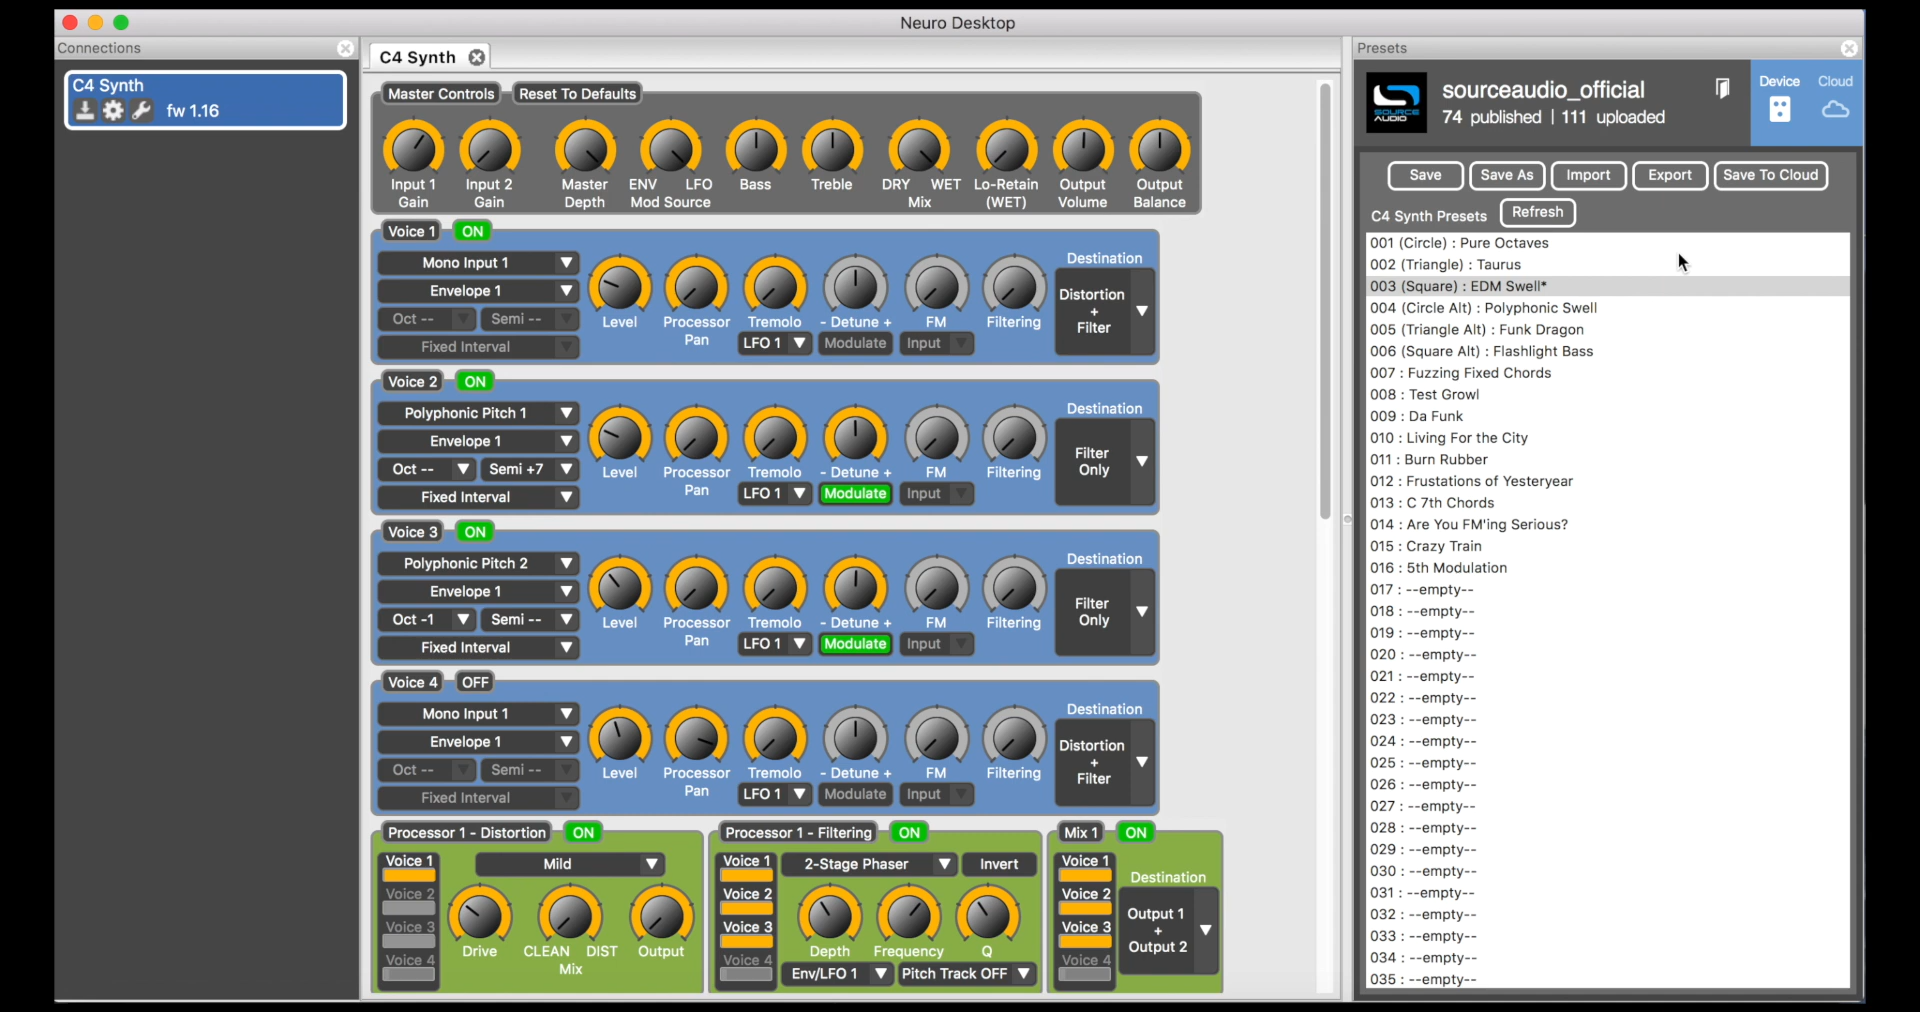 Neuro Desktop
Connections
C4 Synth
fw 1.16
C4 Synth
Master Controls Reset To Defaults
Input 1 Gain Input 2 Gain Master Depth ENV LFO Mod Source Bass Treble DRY WET Mix Lo-Retain (WET) Output Volume Output Balance
Voice 1 ON
Mono Input 1
Envelope 1
Oct -- Semi --
Fixed Interval
Level Processor Pan Tremolo - Detune + FM Filtering
LFO 1 Modulate Input
Destination
Distortion
+
Filter
Voice 2 ON
Polyphonic Pitch 1
Envelope 1
Oct -- Semi +7
Fixed Interval
Level Processor Pan Tremolo - Detune + FM Filtering
LFO 1 Modulate Input
Destination
Filter
Only
Voice 3 ON
Polyphonic Pitch 2
Envelope 1
Oct -1 Semi --
Fixed Interval
Level Processor Pan Tremolo - Detune + FM Filtering
LFO 1 Modulate Input
Destination
Filter
Only
Voice 4 OFF
Mono Input 1
Envelope 1
Oct -- Semi --
Fixed Interval
Level Processor Pan Tremolo - Detune + FM Filtering
LFO 1 Modulate Input
Destination
Distortion
+
Filter
Processor 1 - Distortion ON
Voice 1
Voice 2
Voice 3
Voice 4
Mild
Drive CLEAN DIST Output
Mix
Processor 1 - Filtering ON
Voice 1
Voice 2
Voice 3
Voice 4
2-Stage Phaser Invert
Depth Frequency Q
Env/LFO 1 Pitch Track OFF
Mix 1 ON
Voice 1
Voice 2
Voice 3
Voice 4
Destination
Output 1
+
Output 2
Presets
SOURCE
AUDIO
sourceaudio_official
74 published | 111 uploaded
Device Cloud
Save Save As Import Export Save To Cloud
C4 Synth Presets Refresh
001 (Circle) : Pure Octaves
002 (Triangle) : Taurus
003 (Square) : EDM Swell*
004 (Circle Alt) : Polyphonic Swell
005 (Triangle Alt) : Funk Dragon
006 (Square Alt) : Flashlight Bass
007 : Fuzzing Fixed Chords
008 : Test Growl
009 : Da Funk
010 : Living For the City
011 : Burn Rubber
012 : Frustations of Yesteryear
013 : C 7th Chords
014 : Are You FM'ing Serious?
015 : Crazy Train
016 : 5th Modulation
017 : --empty--
018 : --empty--
019 : --empty--
020 : --empty--
021 : --empty--
022 : --empty--
023 : --empty--
024 : --empty--
025 : --empty--
026 : --empty--
027 : --empty--
028 : --empty--
029 : --empty--
030 : --empty--
031 : --empty--
032 : --empty--
033 : --empty--
034 : --empty--
035 : --empty--